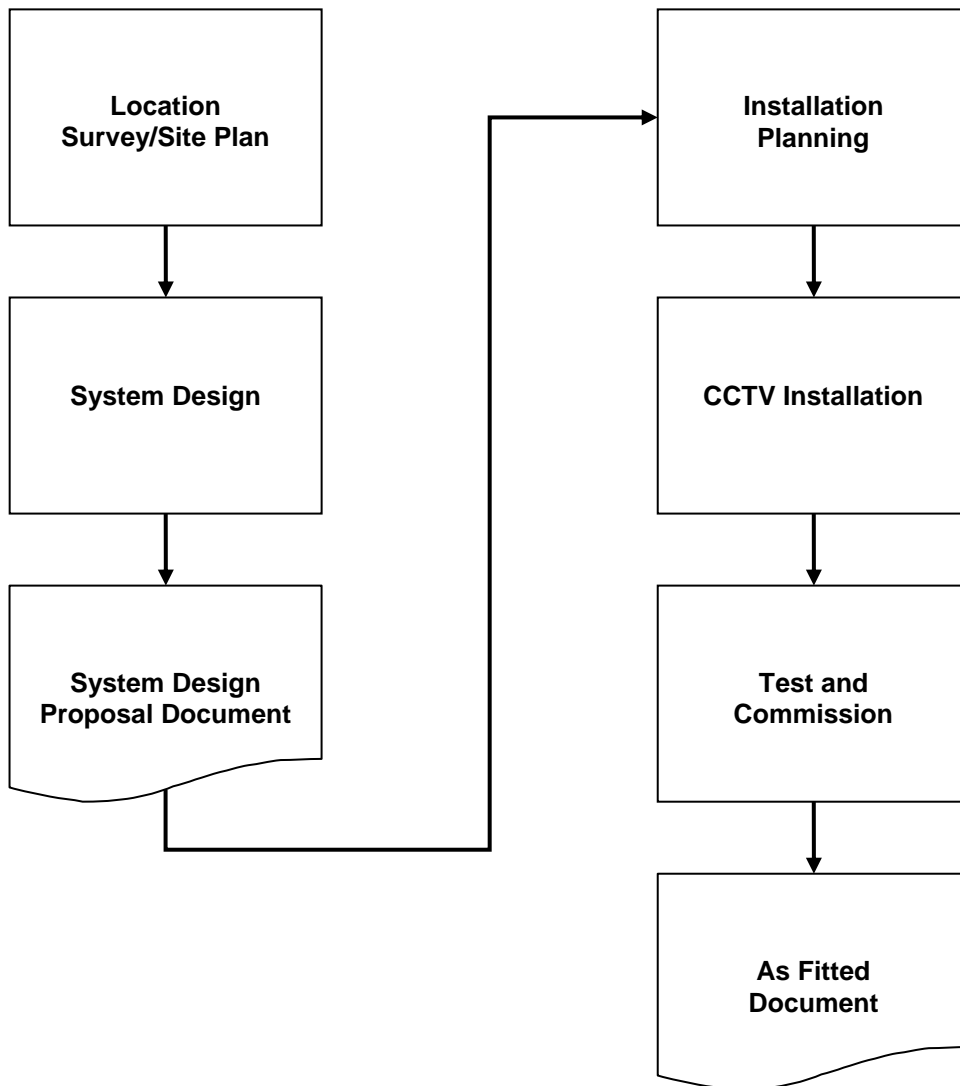 Location
Survey/Site Plan
System Design
System Design
Proposal Document
Installation
Planning
CCTV Installation
Test and
Commission
As Fitted
Document